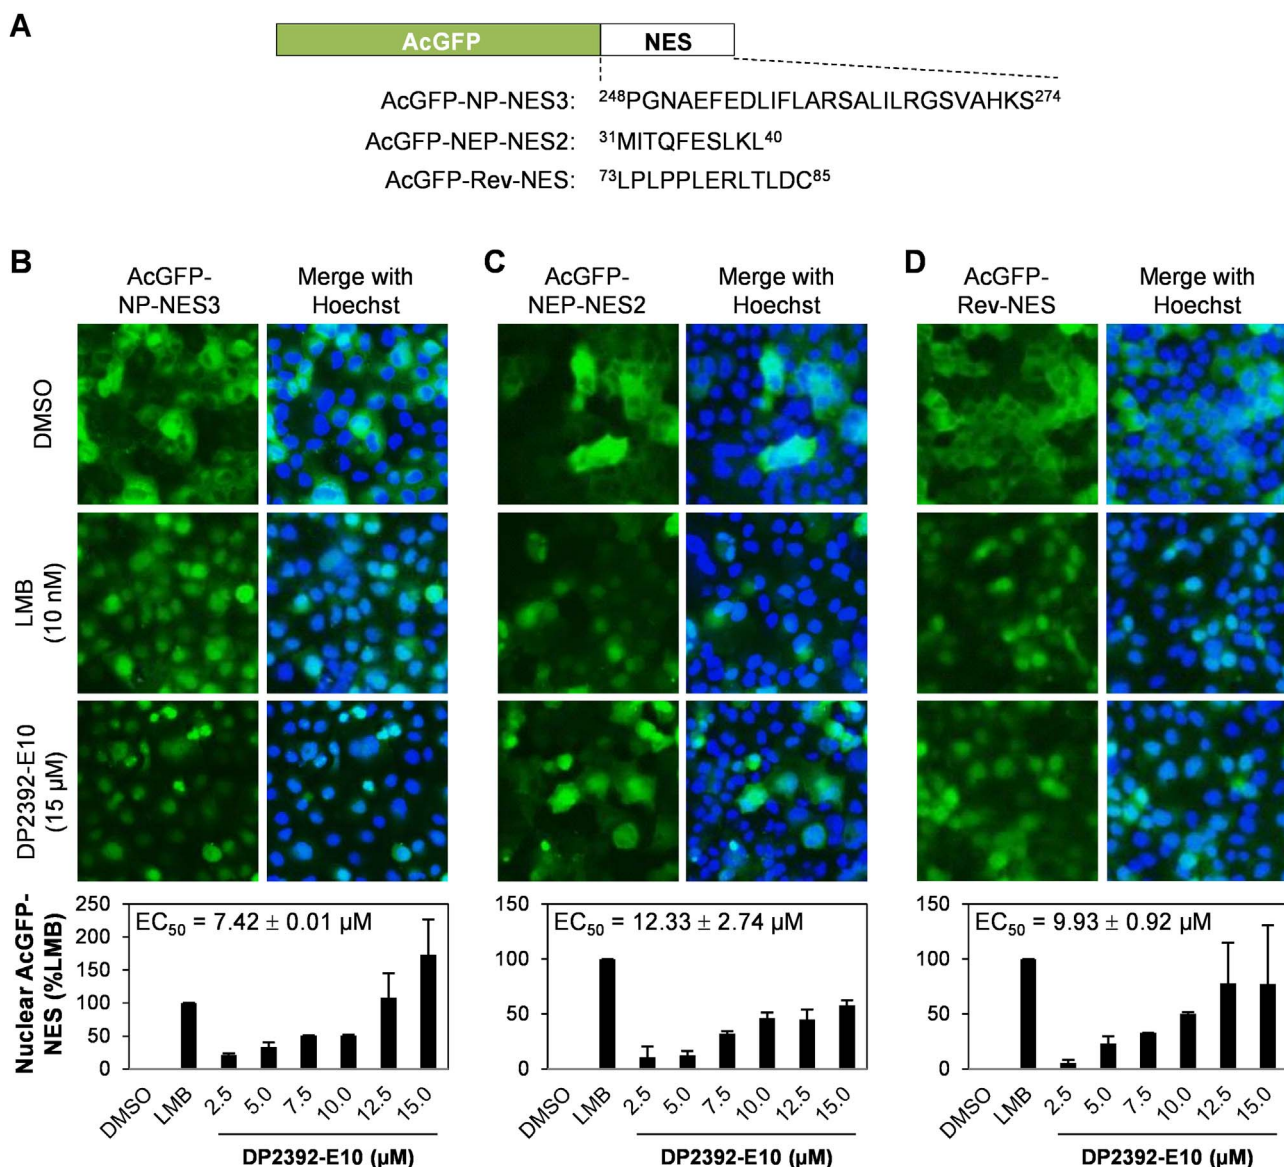 A
AcGFP NES
AcGFP-NP-NES3: ²⁴⁸PGNAEFEDLIFLARSALILRGSVAHKS²⁷⁴
AcGFP-NEP-NES2: ³¹MITQFESLKL⁴⁰
AcGFP-Rev-NES: ⁷³LPLPPLERLTLDC⁸⁵
B
AcGFP-
NP-NES3
Merge with
Hoechst
C
AcGFP-
NEP-NES2
Merge with
Hoechst
D
AcGFP-
Rev-NES
Merge with
Hoechst
DMSO
LMB
(10 nM)
DP2392-E10
(15 µM)
Nuclear AcGFP-
NES (%LMB)
250
200
150
100
50
0
EC₅₀ = 7.42 ± 0.01 µM
DMSO LMB 2.5 5.0 7.5 10.0 12.5 15.0
DP2392-E10 (µM)
150
100
50
0
EC₅₀ = 12.33 ± 2.74 µM
DMSO LMB 2.5 5.0 7.5 10.0 12.5 15.0
DP2392-E10 (µM)
150
100
50
0
EC₅₀ = 9.93 ± 0.92 µM
DMSO LMB 2.5 5.0 7.5 10.0 12.5 15.0
DP2392-E10 (µM)